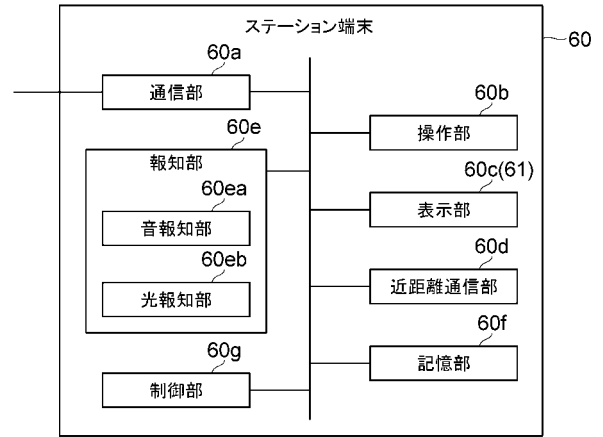 ステーション端末
60
60a
通信部
60b
操作部
60e
報知部
60c(61)
表示部
60ea
音報知部
60d
近距離通信部
60eb
光報知部
60f
記憶部
60g
制御部